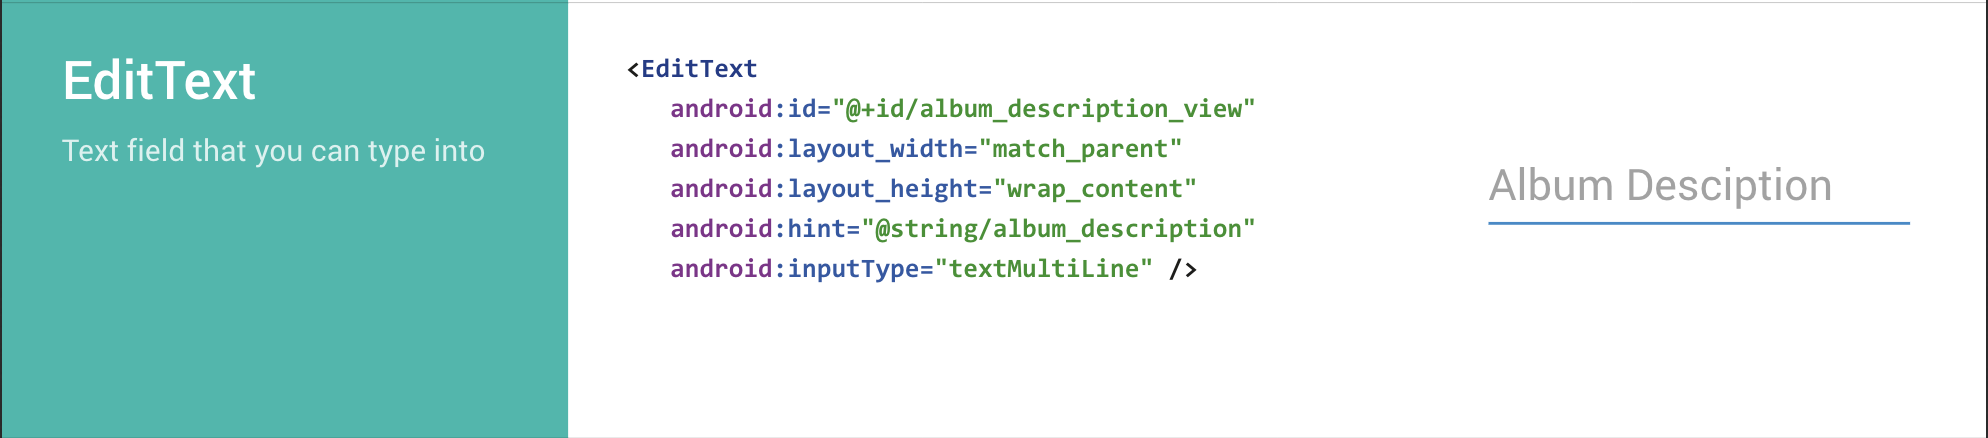 EditText
Text field that you can type into
<EditText
android:id="@+id/album_description_view"
android:layout_width="match_parent"
android:layout_height="wrap_content"
android:hint="@string/album_description"
android:inputType="textMultiLine" />
Album Desciption